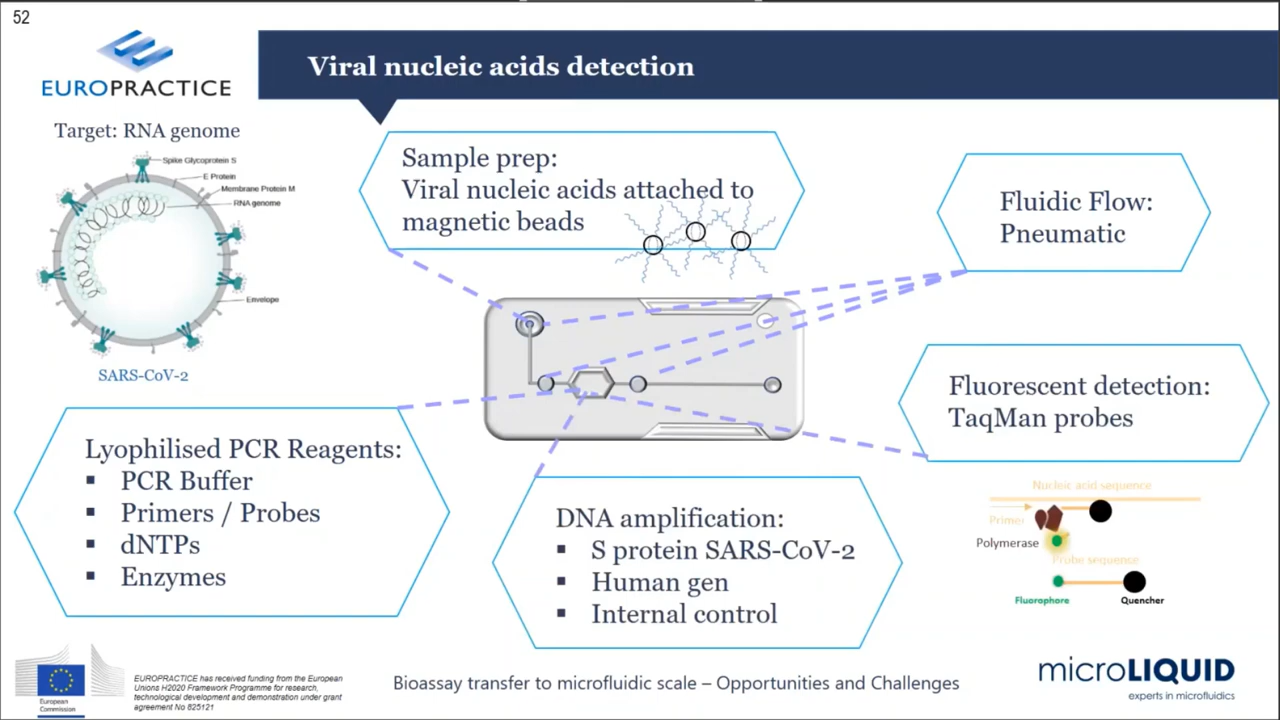 52
EUROPRACTICE
Viral nucleic acids detection
Target: RNA genome
Spike Glycoprotein S
E Protein
Membrane Protein M
RNA genome
Envelope
SARS-CoV-2
Sample prep:
Viral nucleic acids attached to
magnetic beads
Fluidic Flow:
Pneumatic
Fluorescent detection:
TaqMan probes
Lyophilised PCR Reagents:
▪ PCR Buffer
▪ Primers / Probes
▪ dNTPs
▪ Enzymes
DNA amplification:
▪ S protein SARS-CoV-2
▪ Human gen
▪ Internal control
Nucleic acid sequence
Primer
Polymerase
Probe sequence
Fluorophore
Quencher
European
Commission
EUROPRACTICE has received funding from the European
Unions H2020 Framework Programme for research,
technological development and demonstration under grant
agreement No 825121
Bioassay transfer to microfluidic scale – Opportunities and Challenges
microLIQUID
experts in microfluidics